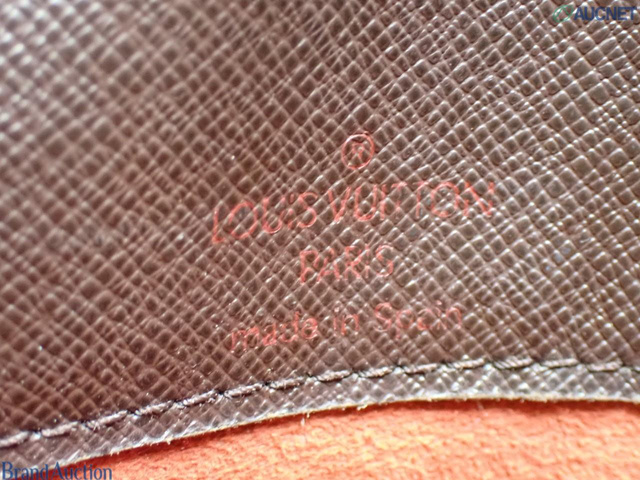 AUCNET
®
LOUIS VUITTON
PARIS
made in Spain
Brand Auction